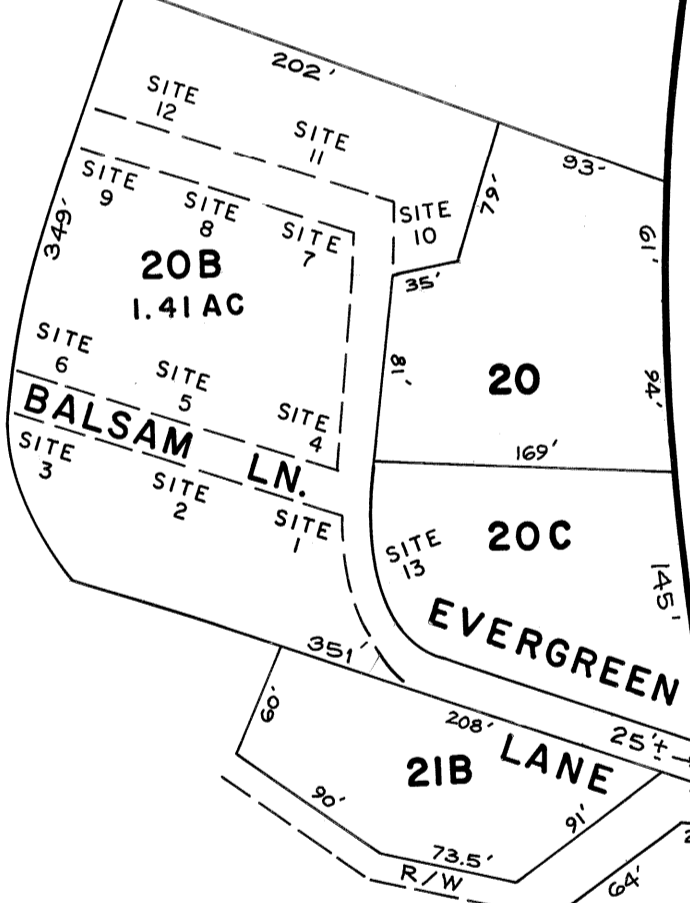 202'
SITE
12
SITE
11
93'
SITE
9
SITE
8
SITE
7
SITE
10
79'
61'
349'
20B
1.41 AC
35'
SITE
6
SITE
5
SITE
4
81'
20
94'
BALSAM LN.
169'
SITE
3
SITE
2
SITE
1
SITE
13
20C
145'
EVERGREEN
LANE
351'
60'
208'
25'±
21B
90'
91'
73.5'
R/W
64'